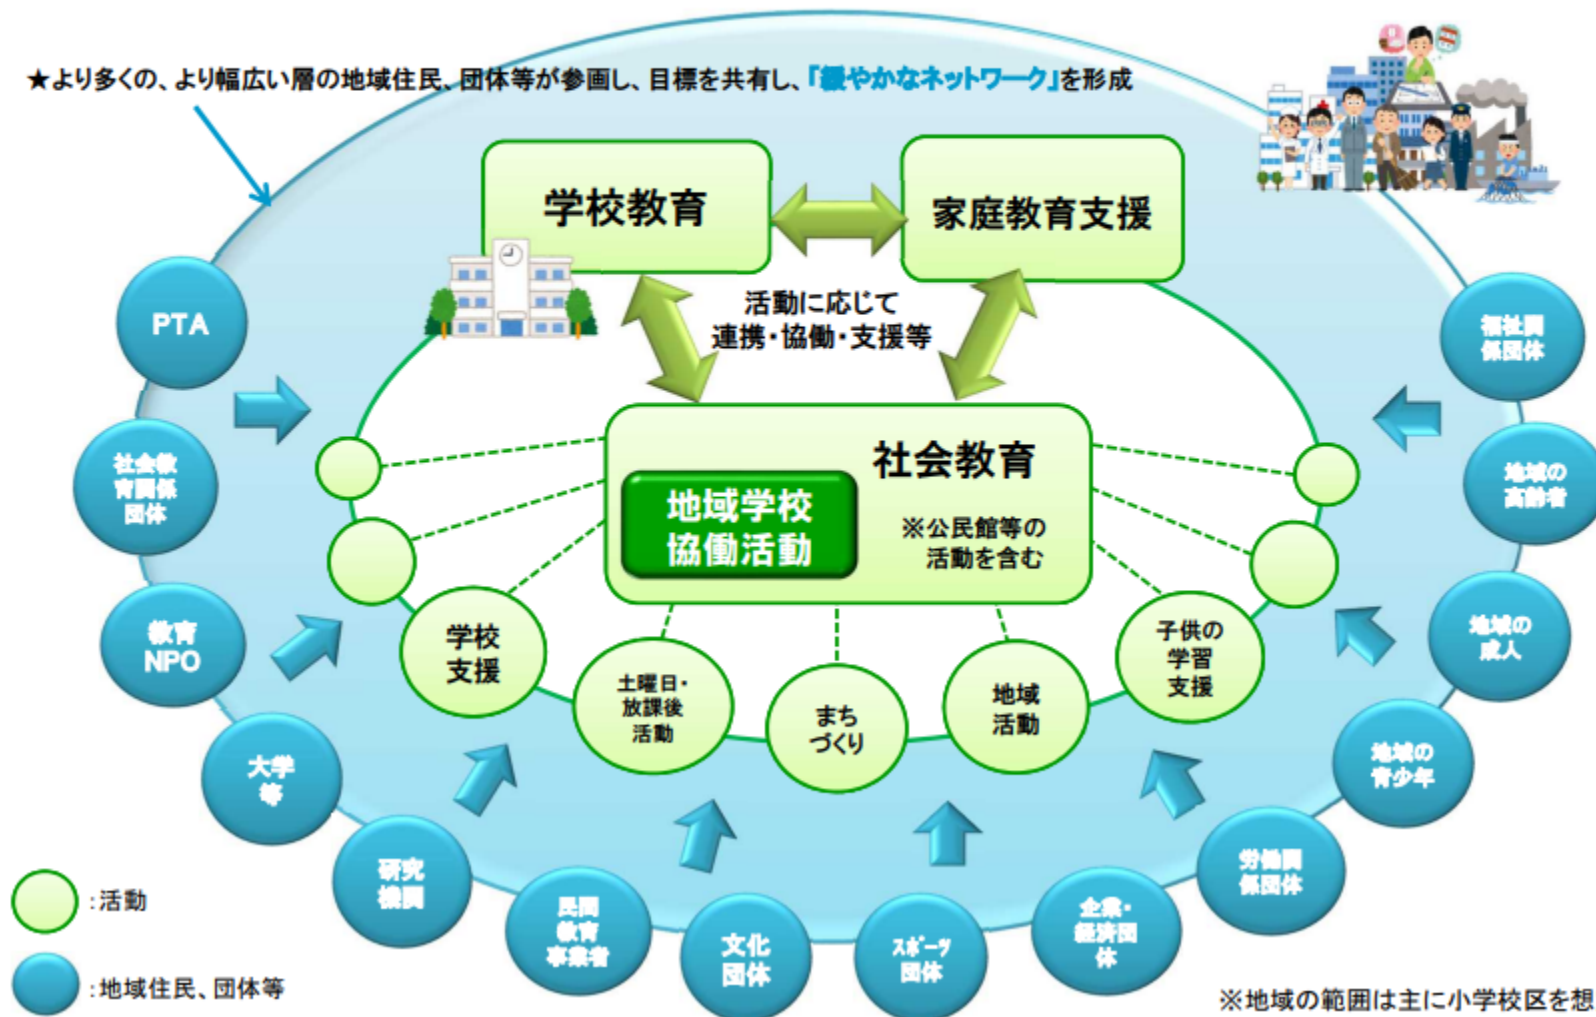 ★より多くの、より幅広い層の地域住民、団体等が参画し、目標を共有し、「緩やかなネットワーク」を形成
学校教育
家庭教育支援
活動に応じて
連携・協働・支援等
社会教育
地域学校
協働活動
※公民館等の
活動を含む
学校
支援
土曜日・
放課後
活動
まち
づくり
地域
活動
子供の
学習
支援
PTA
社会教
育関係
団体
教育
NPO
大学
等
研究
機関
民間
教育
事業者
文化
団体
スポーツ
団体
企業・
経済団
体
労働関
係団体
地域の
青少年
地域の
成人
地域の
高齢者
福祉関
係団体
:活動
:地域住民、団体等
※地域の範囲は主に小学校区を想